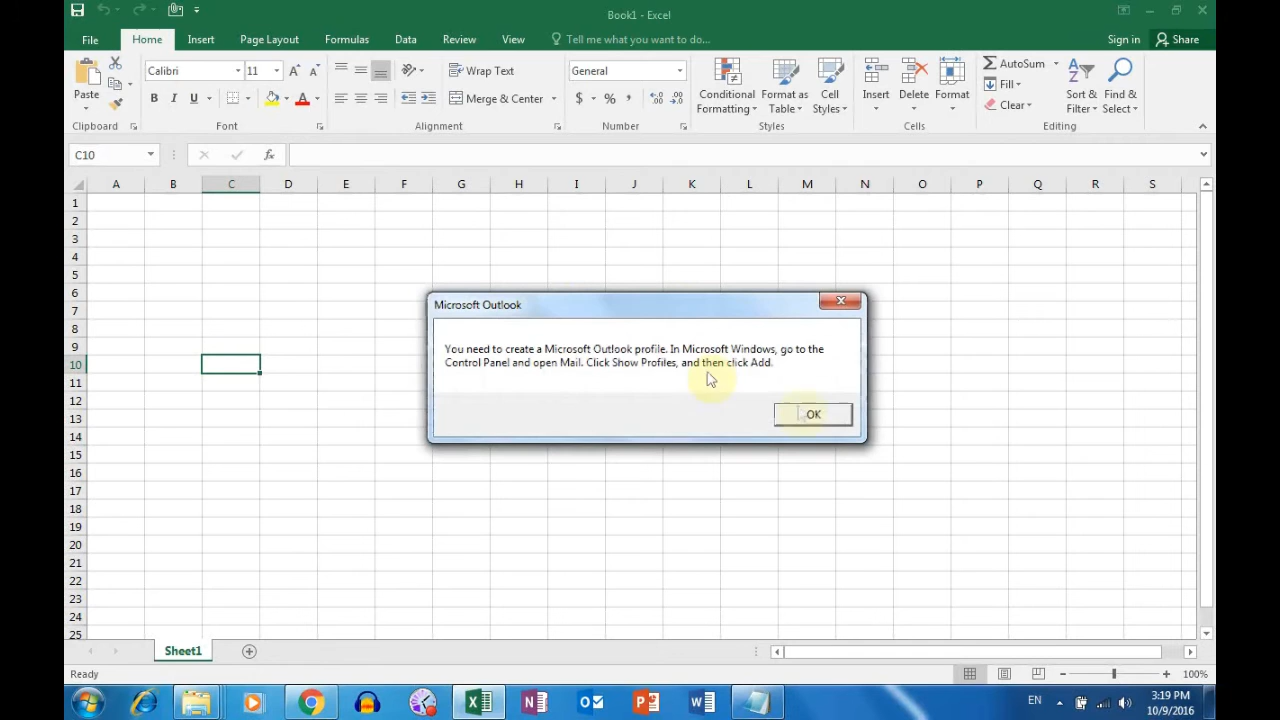 Book1 - Excel
File Home Insert Page Layout Formulas Data Review View Tell me what you want to do... Sign in Share
Paste Calibri 11 Wrap Text General Conditional Formatting Format as Table Cell Styles Insert Delete Format AutoSum Sort & Filter Find & Select
B I U Merge & Center $ % , Fill
Clear
Clipboard Font Alignment Number Styles Cells Editing
C10 fx
A B C D E F G H I J K L M N O P Q R S
1
2
3
4
5
6
Microsoft Outlook
7
8
You need to create a Microsoft Outlook profile. In Microsoft Windows, go to the
9
Control Panel and open Mail. Click Show Profiles, and then click Add.
10
11
12
OK
13
14
15
16
17
18
19
20
21
22
23
24
25
Sheet1
Ready 100%
EN 3:19 PM
10/9/2016